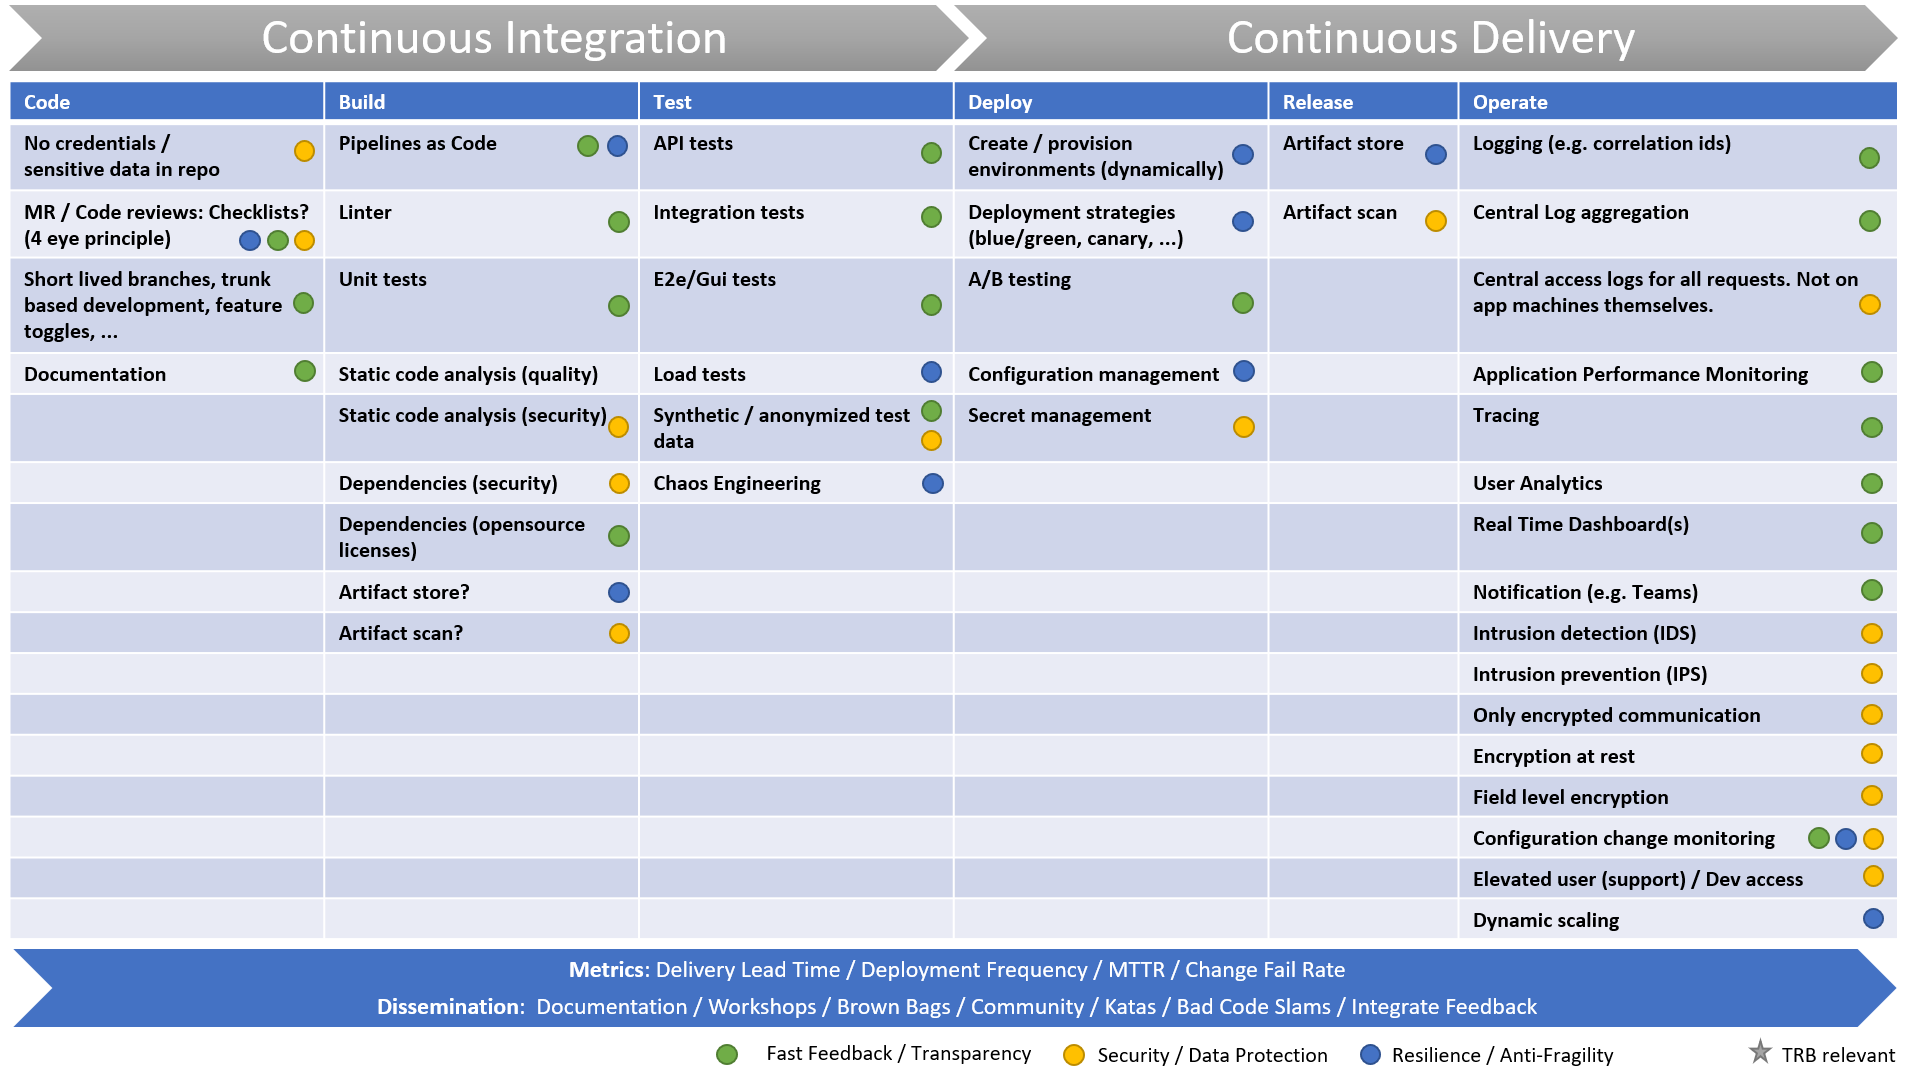 Continuous Integration
Continuous Delivery
Code
Build
Test
Deploy
Release
Operate
No credentials /
sensitive data in repo
Pipelines as Code
API tests
Create / provision
environments (dynamically)
Artifact store
Logging (e.g. correlation ids)
MR / Code reviews: Checklists?
(4 eye principle)
Linter
Integration tests
Deployment strategies
(blue/green, canary, ...)
Artifact scan
Central Log aggregation
Short lived branches, trunk
based development, feature
toggles, ...
Unit tests
E2e/Gui tests
A/B testing
Central access logs for all requests. Not on
app machines themselves.
Documentation
Static code analysis (quality)
Load tests
Configuration management
Application Performance Monitoring
Static code analysis (security)
Synthetic / anonymized test
data
Secret management
Tracing
Dependencies (security)
Chaos Engineering
User Analytics
Dependencies (opensource
licenses)
Real Time Dashboard(s)
Artifact store?
Notification (e.g. Teams)
Artifact scan?
Intrusion detection (IDS)
Intrusion prevention (IPS)
Only encrypted communication
Encryption at rest
Field level encryption
Configuration change monitoring
Elevated user (support) / Dev access
Dynamic scaling
Metrics: Delivery Lead Time / Deployment Frequency / MTTR / Change Fail Rate
Dissemination: Documentation / Workshops / Brown Bags / Community / Katas / Bad Code Slams / Integrate Feedback
Fast Feedback / Transparency
Security / Data Protection
Resilience / Anti-Fragility
TRB relevant